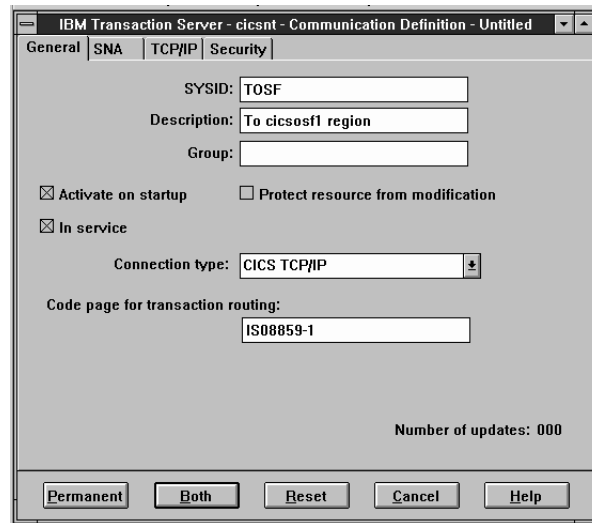 IBM Transaction Server - cicsnt - Communication Definition - Untitled
General SNA TCP/IP Security
SYSID: TOSF
Description: To cicsosf1 region
Group:
Activate on startup Protect resource from modification
In service
Connection type: CICS TCP/IP
Code page for transaction routing:
IS08859-1
Number of updates: 000
Permanent Both Reset Cancel Help